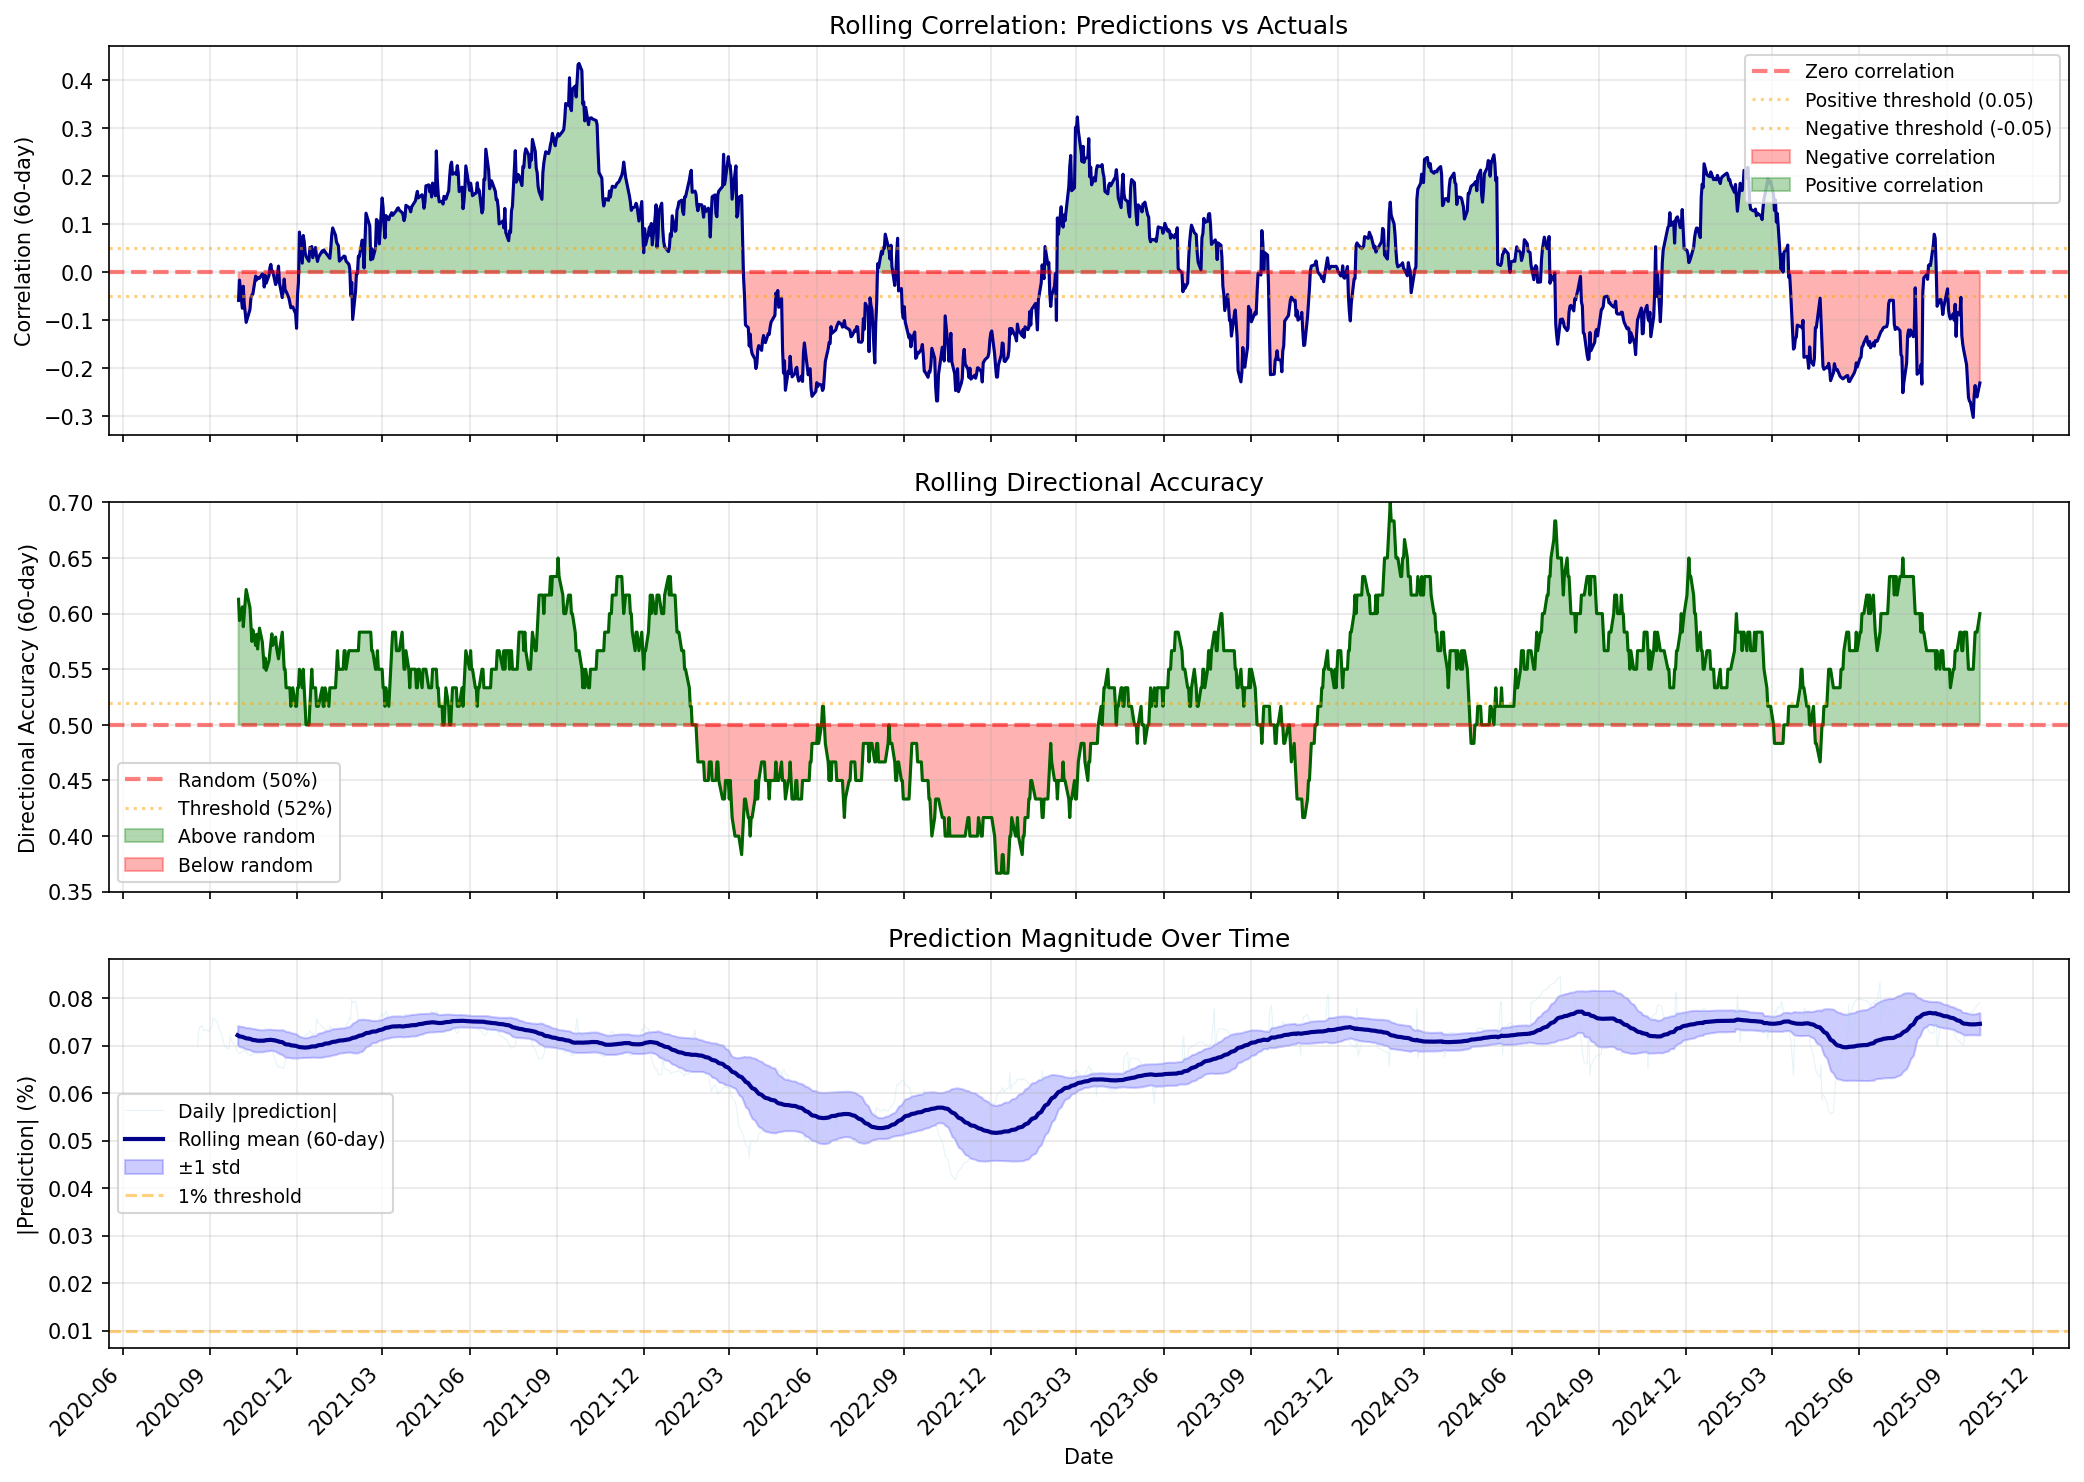 Rolling Correlation: Predictions vs Actuals
Correlation (60-day)
0.4
0.3
0.2
0.1
0.0
−0.1
−0.2
−0.3
Zero correlation
Positive threshold (0.05)
Negative threshold (-0.05)
Negative correlation
Positive correlation
Rolling Directional Accuracy
Directional Accuracy (60-day)
0.70
0.65
0.60
0.55
0.50
0.45
0.40
0.35
Random (50%)
Threshold (52%)
Above random
Below random
Prediction Magnitude Over Time
|Prediction| (%)
0.08
0.07
0.06
0.05
0.04
0.03
0.02
0.01
Daily |prediction|
Rolling mean (60-day)
±1 std
1% threshold
2020-06
2020-09
2020-12
2021-03
2021-06
2021-09
2021-12
2022-03
2022-06
2022-09
2022-12
2023-03
2023-06
2023-09
2023-12
2024-03
2024-06
2024-09
2024-12
2025-03
2025-06
2025-09
2025-12
Date